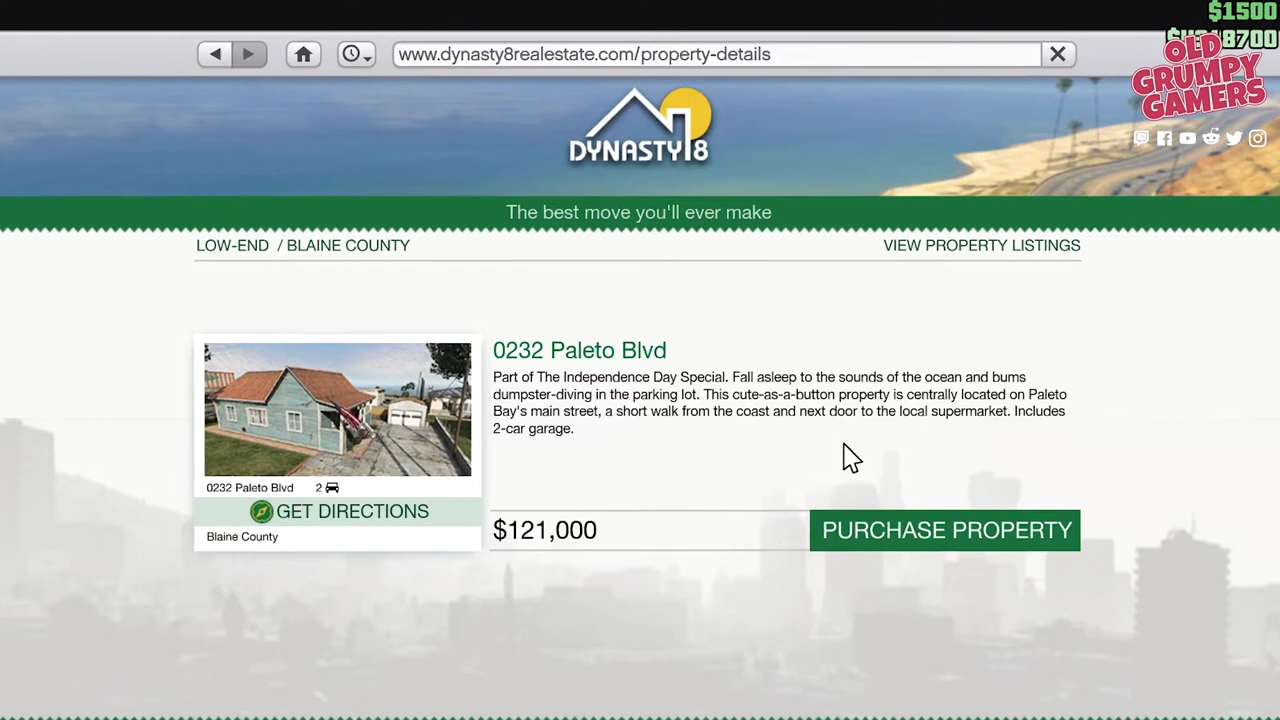 $1500
8700
OLD
GRUMPY
GAMERS
www.dynasty8realestate.com/property-details
DYNASTY 8
The best move you'll ever make
LOW-END / BLAINE COUNTY
VIEW PROPERTY LISTINGS
0232 Paleto Blvd
Part of The Independence Day Special. Fall asleep to the sounds of the ocean and bums
dumpster-diving in the parking lot. This cute-as-a-button property is centrally located on Paleto
Bay's main street, a short walk from the coast and next door to the local supermarket. Includes
2-car garage.
0232 Paleto Blvd 2
GET DIRECTIONS
Blaine County
$121,000
PURCHASE PROPERTY